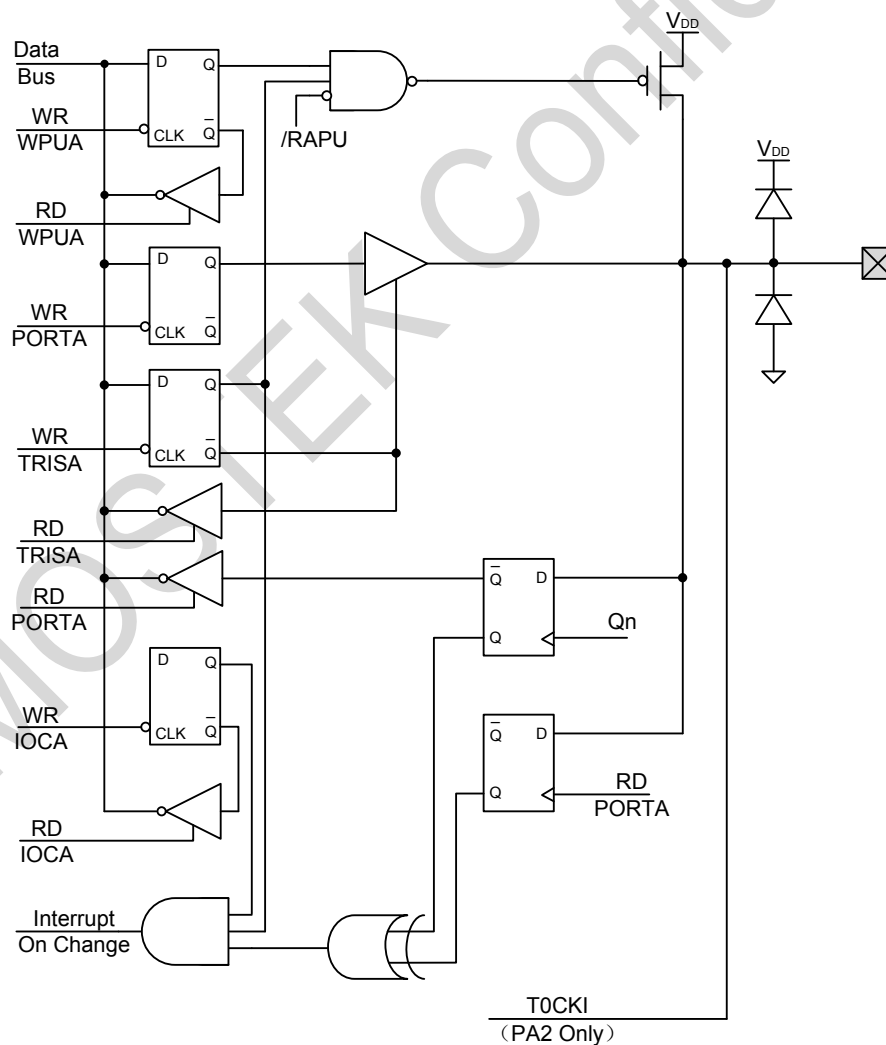 VDD
Data
Bus
D
Q
WR
WPUA
CLK
Q
/RAPU
VDD
RD
WPUA
D
Q
WR
PORTA
CLK
Q
D
Q
WR
TRISA
CLK
Q
RD
TRISA
RD
PORTA
Q
D
Qn
Q
D
Q
WR
IOCA
CLK
Q
Q
D
RD
PORTA
Q
RD
IOCA
Interrupt
On Change
T0CKI
（PA2 Only）
MOSTEK Confi